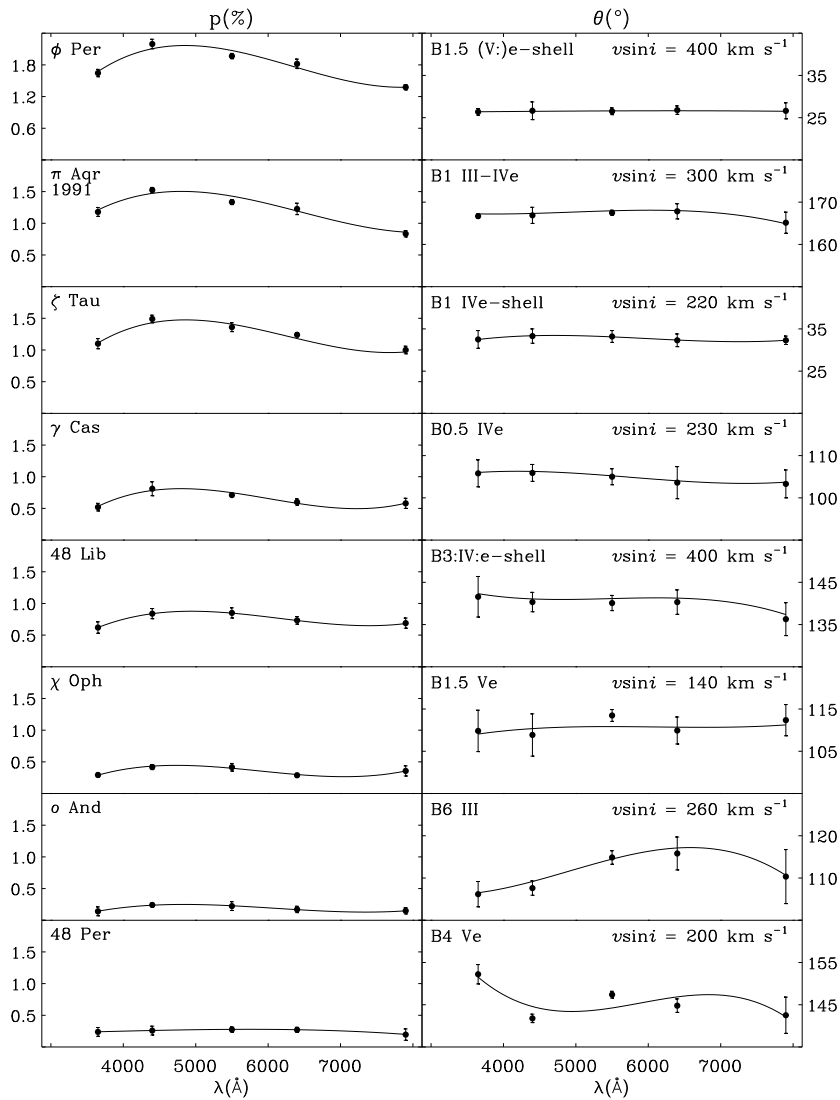 p(%) θ(°)
ϕ Per
1.8
1.2
0.6
B1.5 (V:)e−shell vsini = 400 km s⁻¹
35
25
π Aqr
1991
1.5
1.0
0.5
B1 III−IVe vsini = 300 km s⁻¹
170
160
ζ Tau
1.5
1.0
0.5
B1 IVe−shell vsini = 220 km s⁻¹
35
25
γ Cas
1.5
1.0
0.5
B0.5 IVe vsini = 230 km s⁻¹
110
100
48 Lib
1.5
1.0
0.5
B3:IV:e−shell vsini = 400 km s⁻¹
145
135
χ Oph
1.5
1.0
0.5
B1.5 Ve vsini = 140 km s⁻¹
115
105
o And
1.5
1.0
0.5
B6 III vsini = 260 km s⁻¹
120
110
48 Per
1.5
1.0
0.5
B4 Ve vsini = 200 km s⁻¹
155
145
4000 5000 6000 7000 4000 5000 6000 7000
λ(Å) λ(Å)